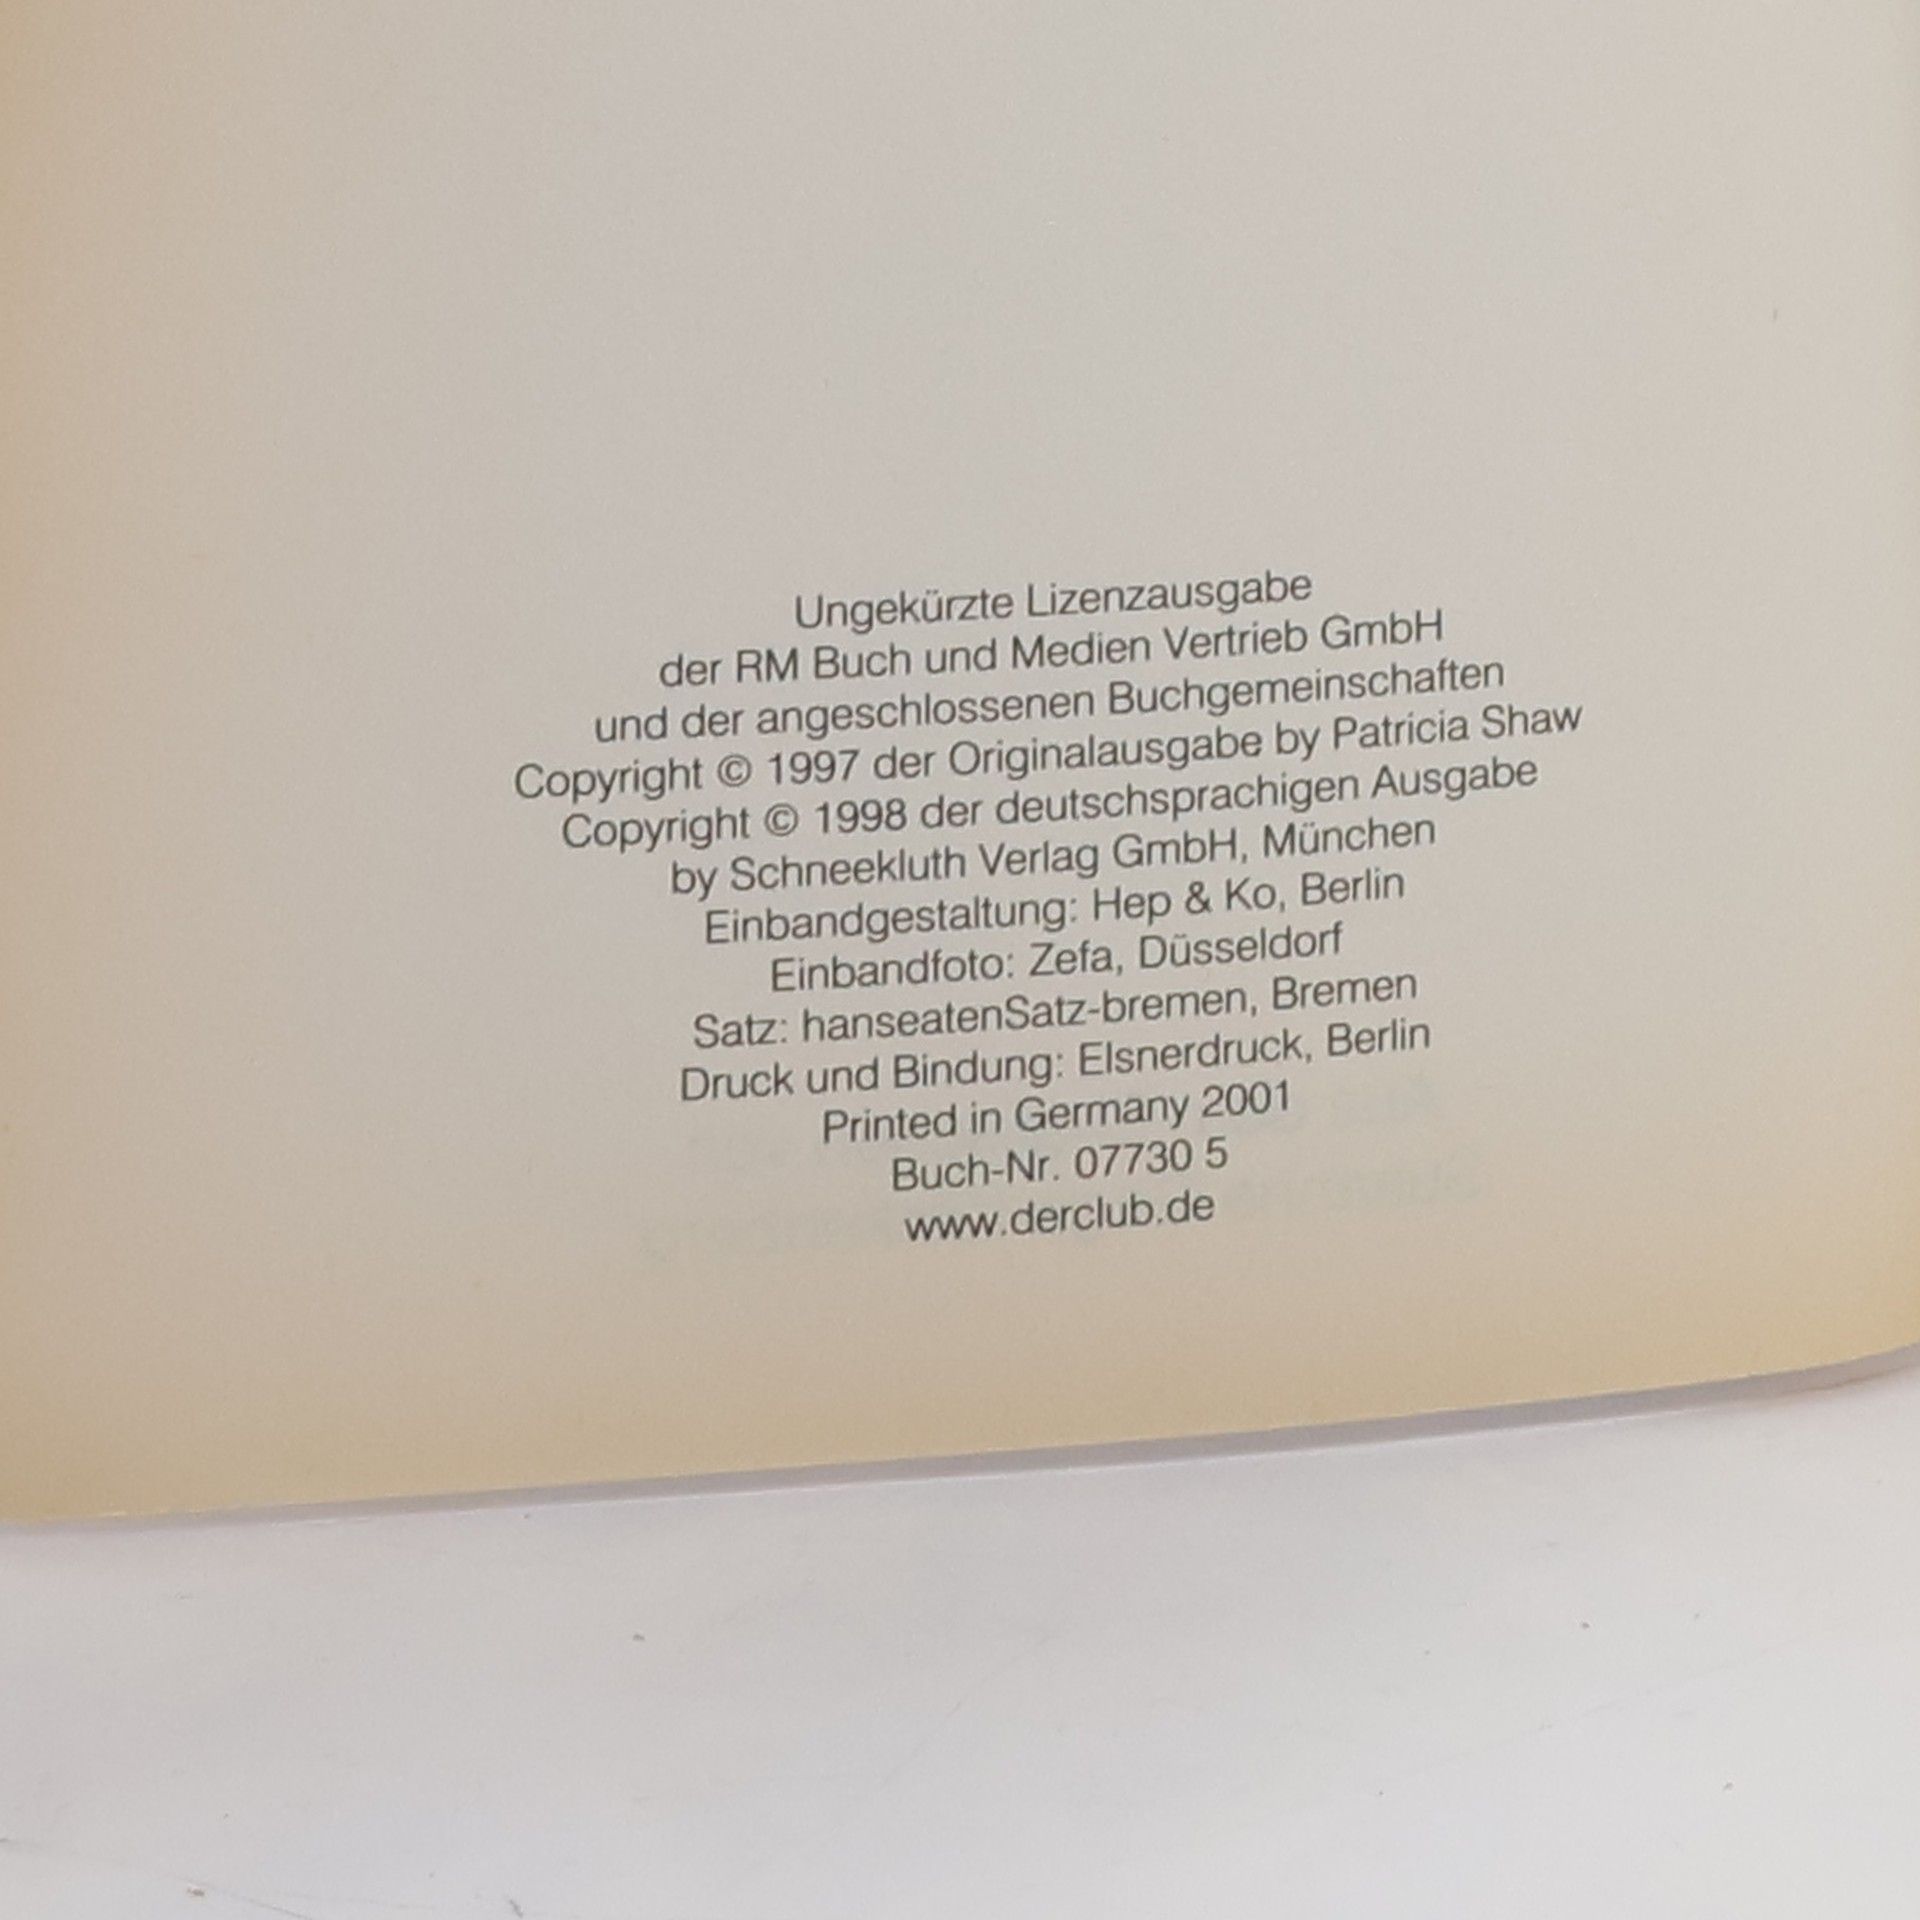 Ungekürzte Lizenzausgabe
der RM Buch und Medien Vertrieb GmbH
und der angeschlossenen Buchgemeinschaften
Copyright © 1997 der Originalausgabe by Patricia Shaw
Copyright © 1998 der deutschsprachigen Ausgabe
by Schneekluth Verlag GmbH, München
Einbandgestaltung: Hep & Ko, Berlin
Einbandfoto: Zefa, Düsseldorf
Satz: hanseatenSatz-bremen, Bremen
Druck und Bindung: Elsnerdruck, Berlin
Printed in Germany 2001
Buch-Nr. 07730 5
www.derclub.de